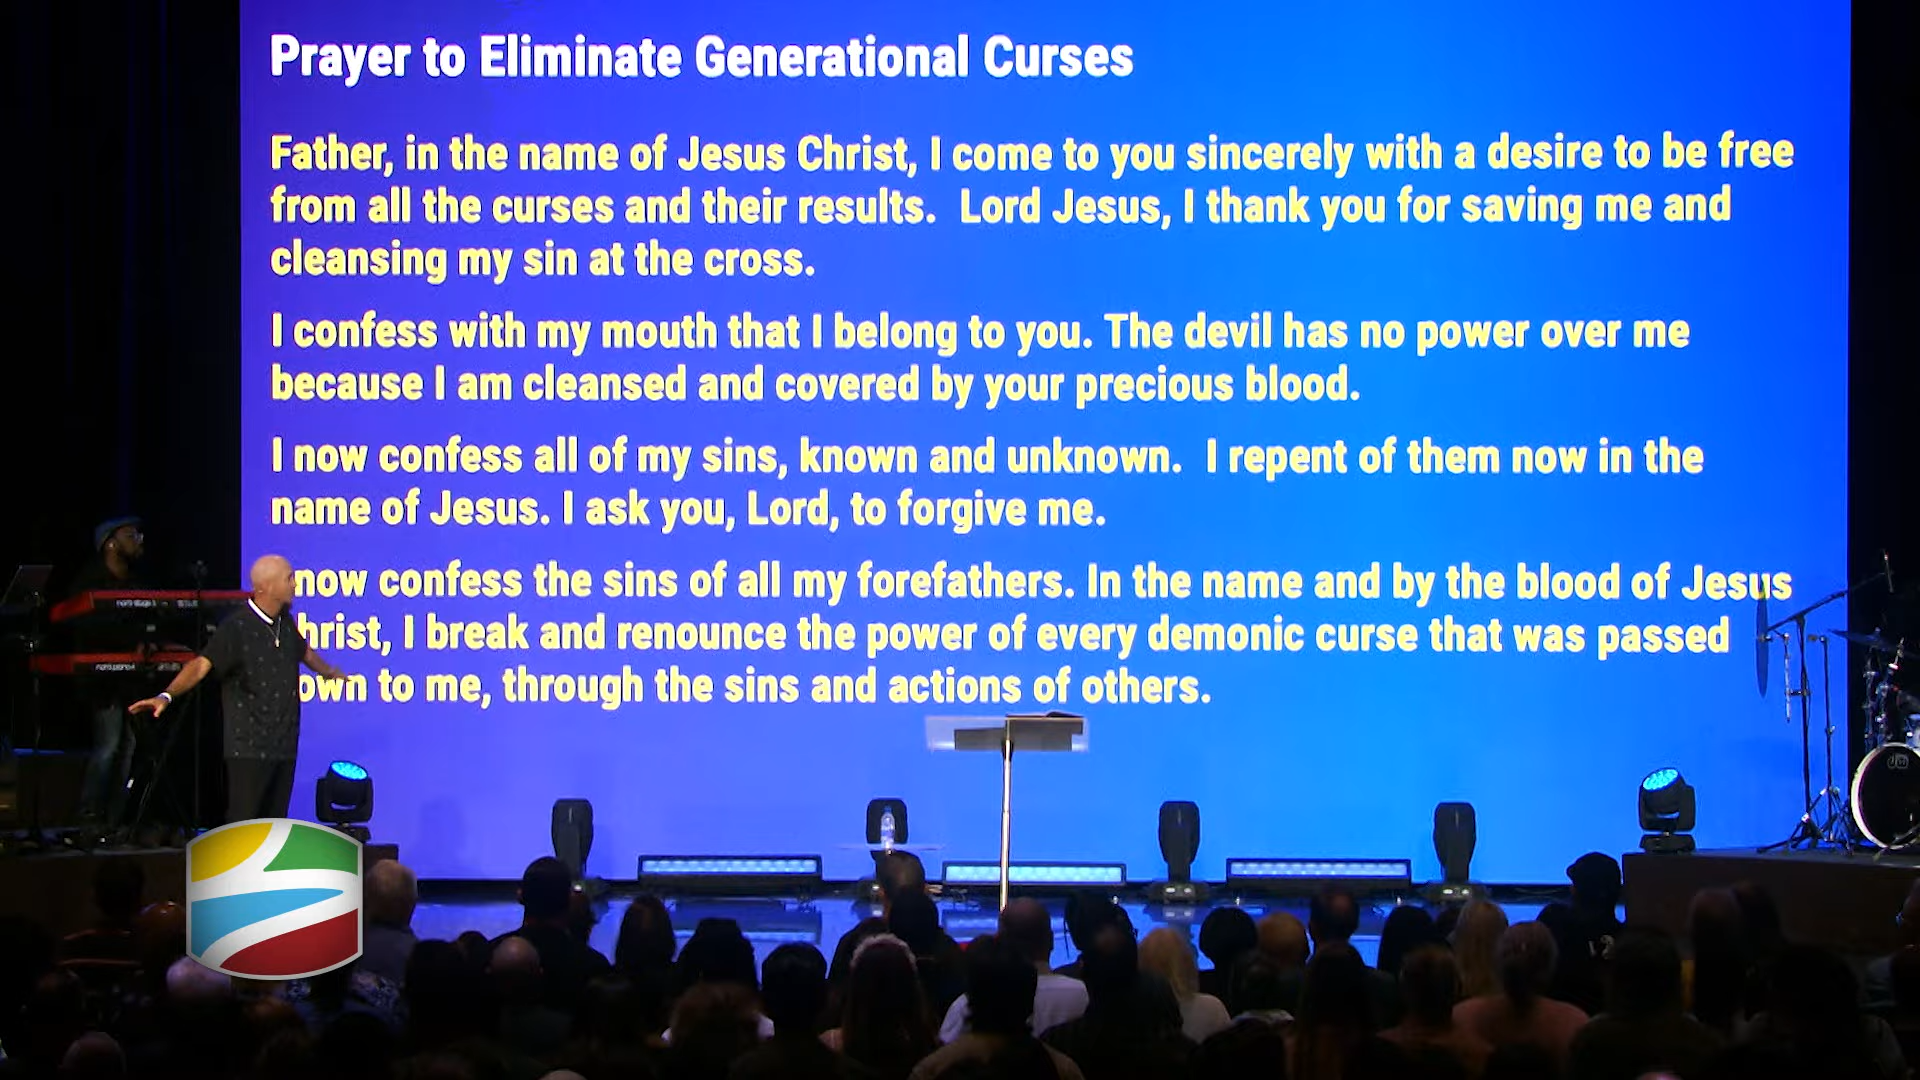 Prayer to Eliminate Generational Curses
Father, in the name of Jesus Christ, I come to you sincerely with a desire to be free
from all the curses and their results.  Lord Jesus, I thank you for saving me and
cleansing my sin at the cross.
I confess with my mouth that I belong to you. The devil has no power over me
because I am cleansed and covered by your precious blood.
I now confess all of my sins, known and unknown.  I repent of them now in the
name of Jesus. I ask you, Lord, to forgive me.
now confess the sins of all my forefathers. In the name and by the blood of Jesus
hrist, I break and renounce the power of every demonic curse that was passed
own to me, through the sins and actions of others.